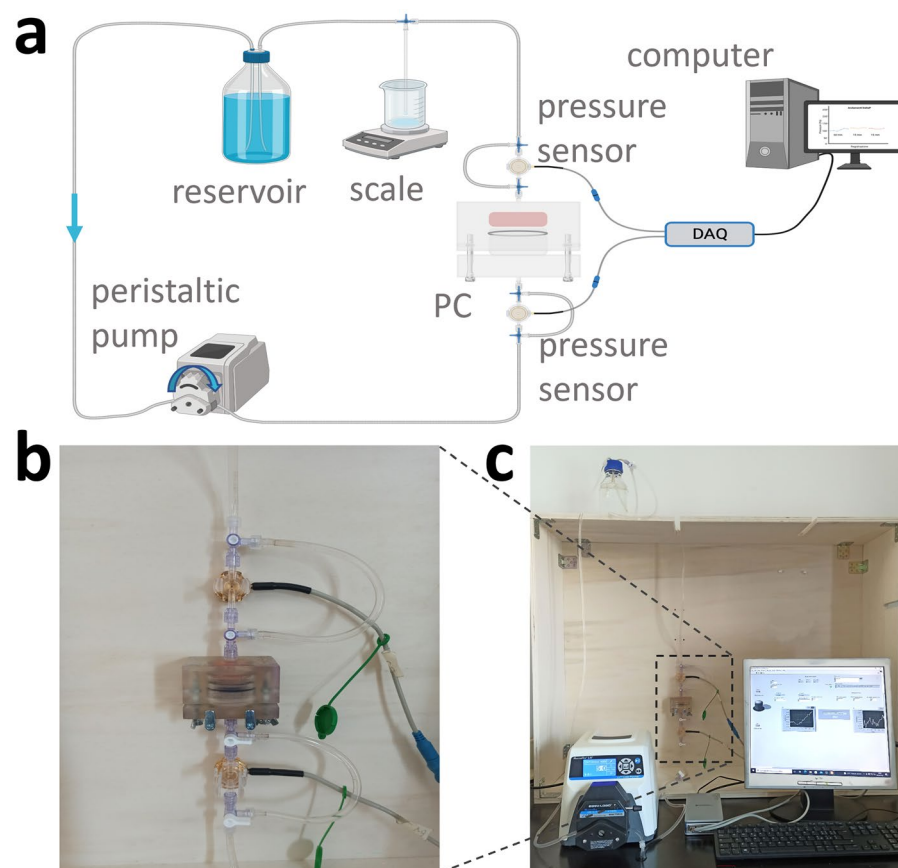 a
computer
pressure
sensor
reservoir
scale
DAQ
peristaltic
pump
PC
pressure
sensor
b
c